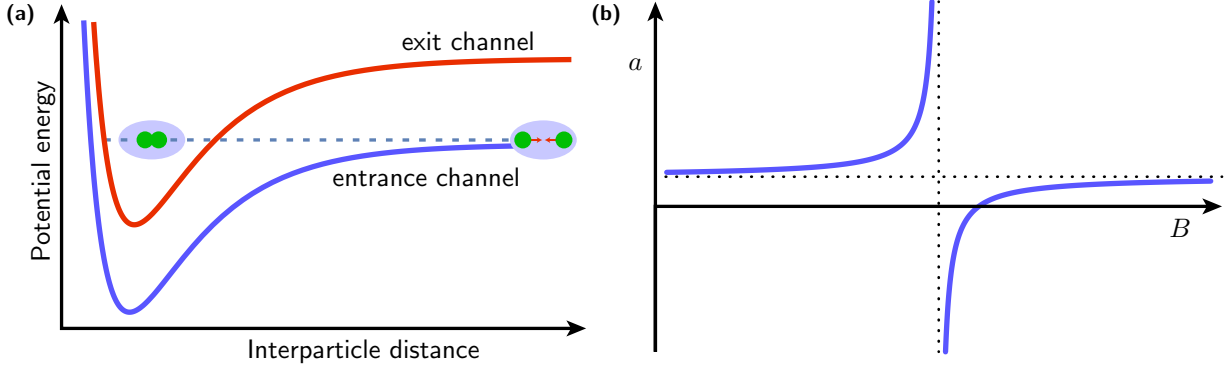 (a)
exit channel
entrance channel
Potential energy
Interparticle distance
(b)
a
B